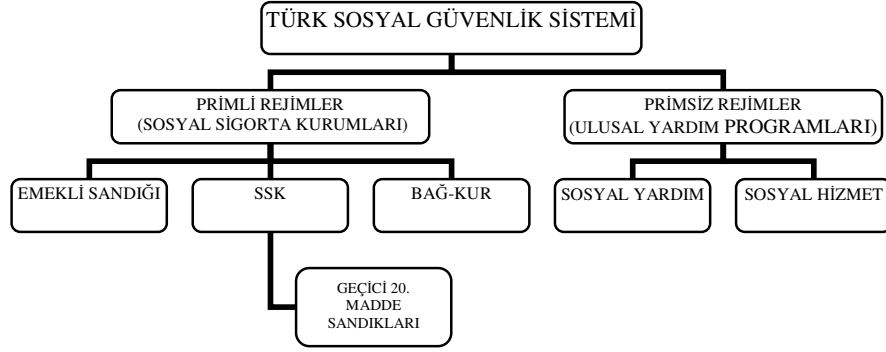 TÜRK SOSYAL GÜVENLİK SİSTEMİ
PRİMLİ REJİMLER
(SOSYAL SİGORTA KURUMLARI)
PRİMSİZ REJİMLER
(ULUSAL YARDIM PROGRAMLARI)
EMEKLİ SANDIĞI
SSK
BAĞ-KUR
SOSYAL YARDIM
SOSYAL HİZMET
GEÇİCİ 20.
MADDE
SANDIKLARI